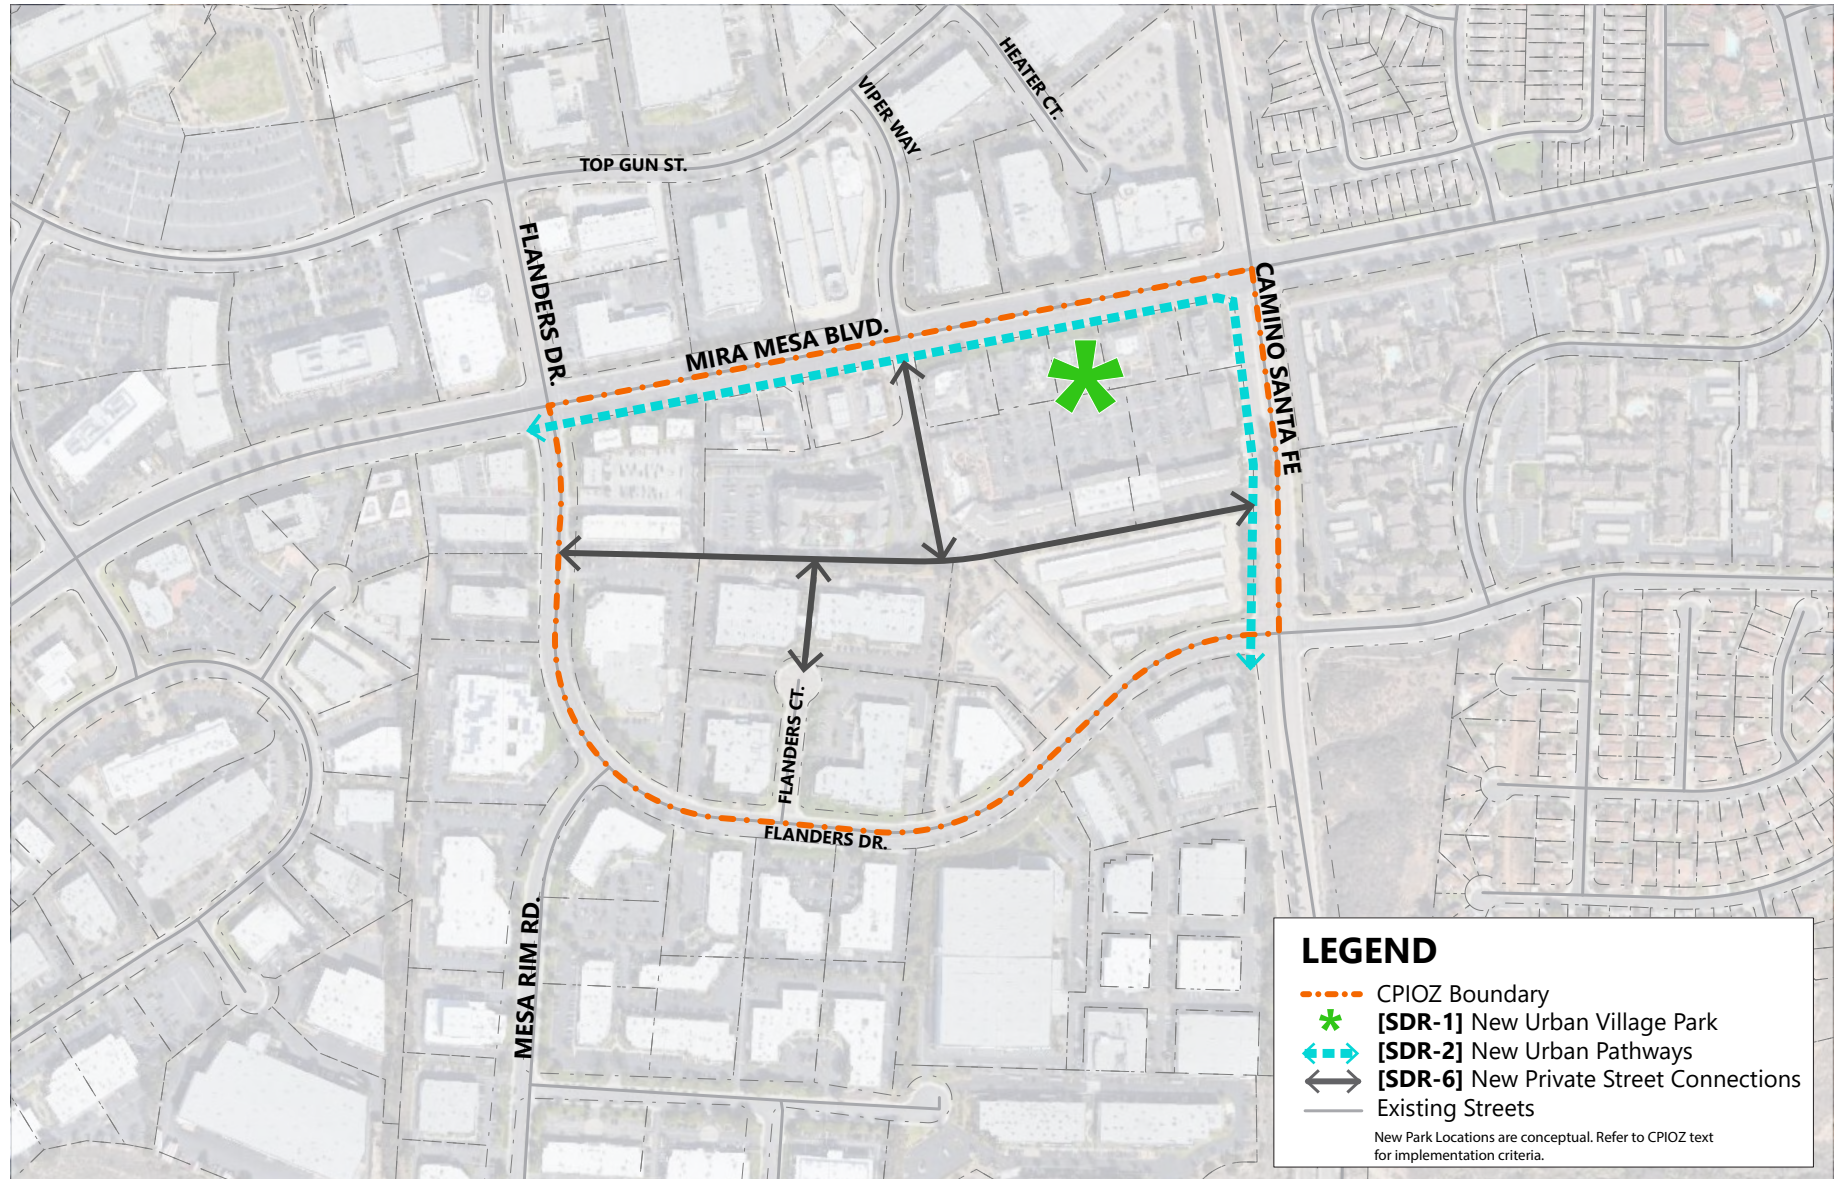 HEATER CT.
VIPER WAY
TOP GUN ST.
FLANDERS DR.
CAMINO SANTA FE
MIRA MESA BLVD.
FLANDERS CT.
FLANDERS DR.
MESA RIM RD.
LEGEND
CPIOZ Boundary
[SDR-1] New Urban Village Park
[SDR-2] New Urban Pathways
[SDR-6] New Private Street Connections
Existing Streets
New Park Locations are conceptual. Refer to CPIOZ text
for implementation criteria.